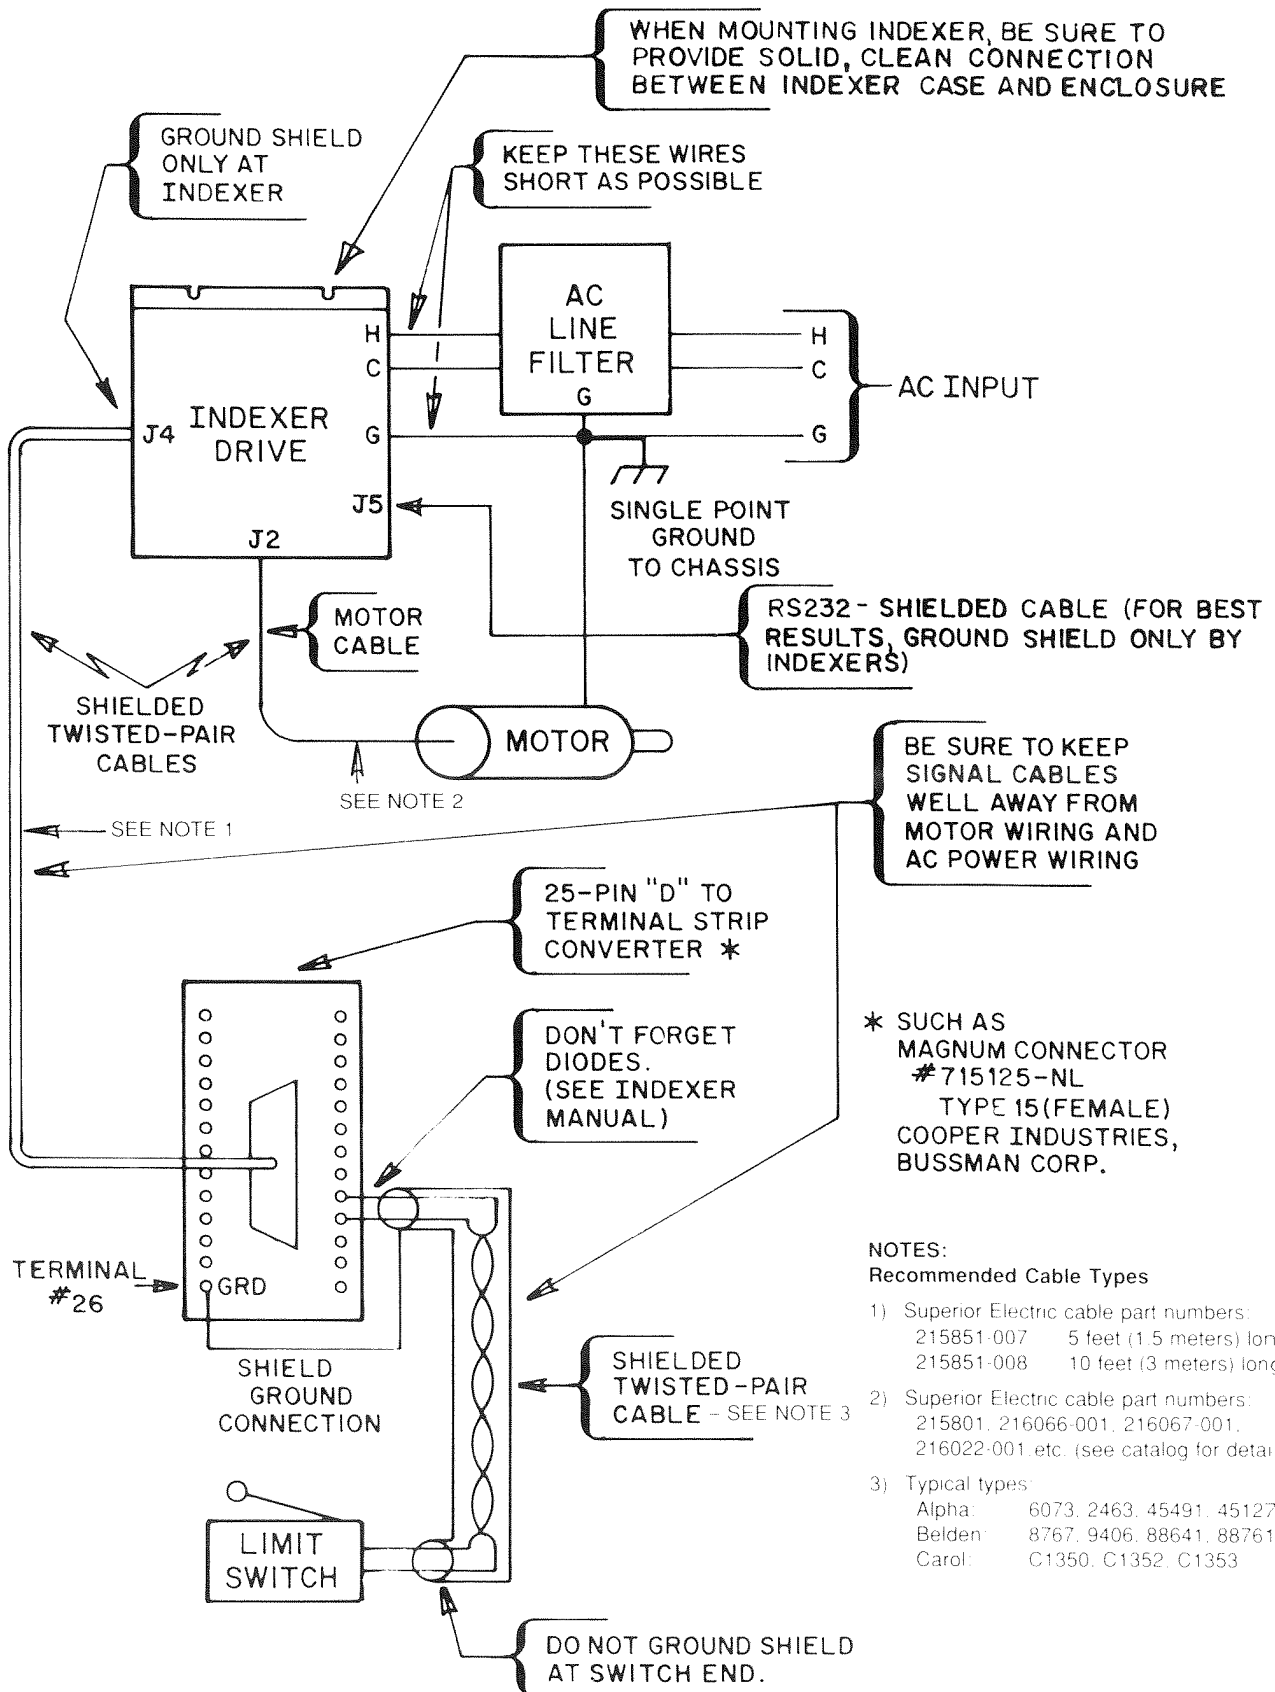 WHEN MOUNTING INDEXER, BE SURE TO
PROVIDE SOLID, CLEAN CONNECTION
BETWEEN INDEXER CASE AND ENCLOSURE
GROUND SHIELD
ONLY AT
INDEXER
KEEP THESE WIRES
SHORT AS POSSIBLE
AC
LINE
FILTER
G
H
C
G
H
C
G
AC INPUT
INDEXER
DRIVE
J4
J5
J2
SINGLE POINT
GROUND
TO CHASSIS
MOTOR
CABLE
RS232- SHIELDED CABLE (FOR BEST
RESULTS, GROUND SHIELD ONLY BY
INDEXERS)
SHIELDED
TWISTED-PAIR
CABLES
MOTOR
SEE NOTE 2
SEE NOTE 1
BE SURE TO KEEP
SIGNAL CABLES
WELL AWAY FROM
MOTOR WIRING AND
AC POWER WIRING
25-PIN "D" TO
TERMINAL STRIP
CONVERTER *
DON'T FORGET
DIODES.
(SEE INDEXER
MANUAL)
* SUCH AS
MAGNUM CONNECTOR
#715125-NL
TYPE 15(FEMALE)
COOPER INDUSTRIES,
BUSSMAN CORP.
TERMINAL
#26
GRD
SHIELD
GROUND
CONNECTION
SHIELDED
TWISTED-PAIR
CABLE - SEE NOTE 3
LIMIT
SWITCH
DO NOT GROUND SHIELD
AT SWITCH END.
NOTES:
Recommended Cable Types
1) Superior Electric cable part numbers:
215851-007 5 feet (1.5 meters) lon
215851-008 10 feet (3 meters) long
2) Superior Electric cable part numbers:
215801, 216066-001, 216067-001,
216022-001.etc. (see catalog for detai
3) Typical types:
Alpha: 6073, 2463, 45491, 45127
Belden: 8767, 9406, 88641, 88761
Carol: C1350, C1352, C1353